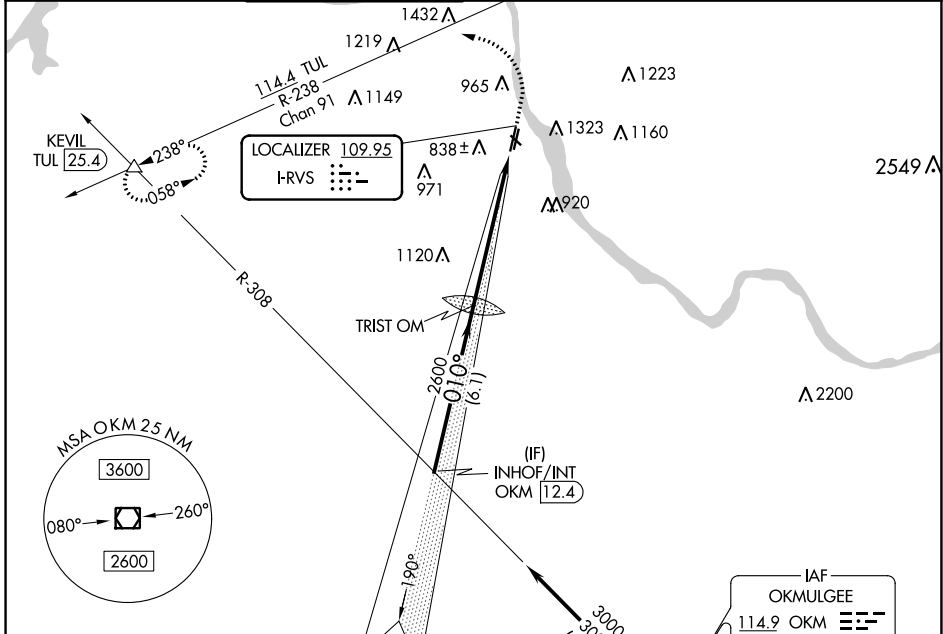 1432
1219
114.4 TUL
R-238
Chan 91
1149
965
1223
KEVIL
TUL 25.4
238°
058°
LOCALIZER 109.95
I-RVS
838±
971
1323
1160
2549
920
1120
R-308
TRIST OM
2600
010°
(6.1)
2200
(IF)
INHOF/INT
OKM 12.4
MSA OKM 25 NM
3600
080°
260°
2600
190°
3000
IAF
OKMULGEE
114.9 OKM